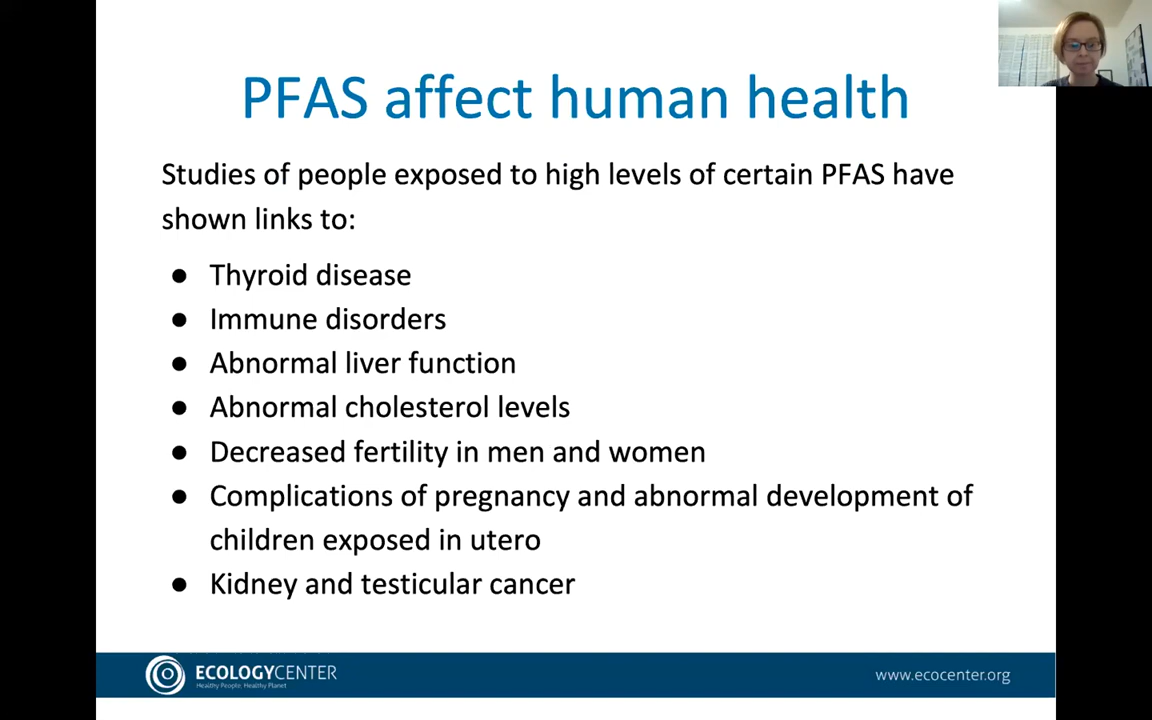 PFAS affect human health
Studies of people exposed to high levels of certain PFAS have
shown links to:
● Thyroid disease
● Immune disorders
● Abnormal liver function
● Abnormal cholesterol levels
● Decreased fertility in men and women
● Complications of pregnancy and abnormal development of
children exposed in utero
● Kidney and testicular cancer
ECOLOGYCENTER
Healthy People, Healthy Planet
www.ecocenter.org